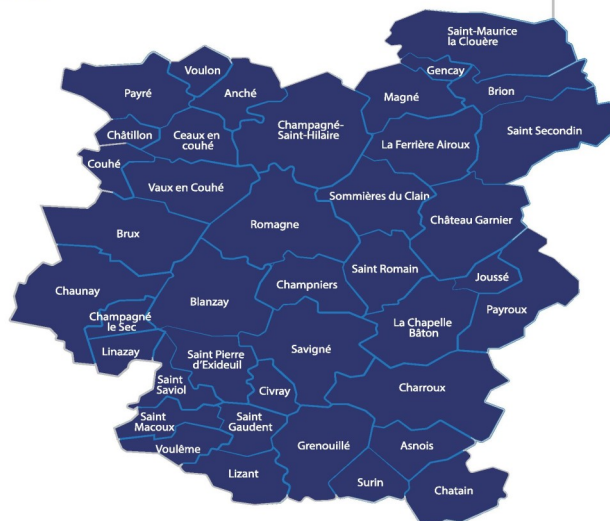 Saint-Maurice
la Clouère
Voulon
Gencay
Payré
Anché
Magné
Brion
Champagné-
Saint-Hilaire
Châtillon
Ceaux en
couhé
La Ferrière Airoux
Saint Secondin
Couhé
Vaux en Couhé
Sommières du Clain
Romagne
Château Garnier
Brux
Saint Romain
Joussé
Chaunay
Blanzay
Champniers
Payroux
Champagné
le Sec
La Chapelle
Bâton
Linazay
Saint Pierre
d'Exideuil
Savigné
Saint
Saviol
Civray
Charroux
Saint
Macoux
Saint
Gaudent
Grenouillé
Asnois
Voulême
Lizant
Surin
Chatain